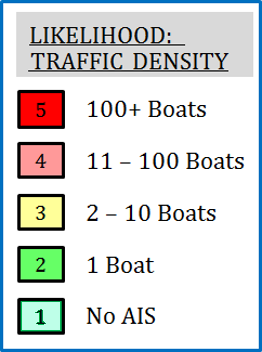 LIKELIHOOD:
TRAFFIC DENSITY
5 100+ Boats
4 11 – 100 Boats
3 2 – 10 Boats
2 1 Boat
1 No AIS